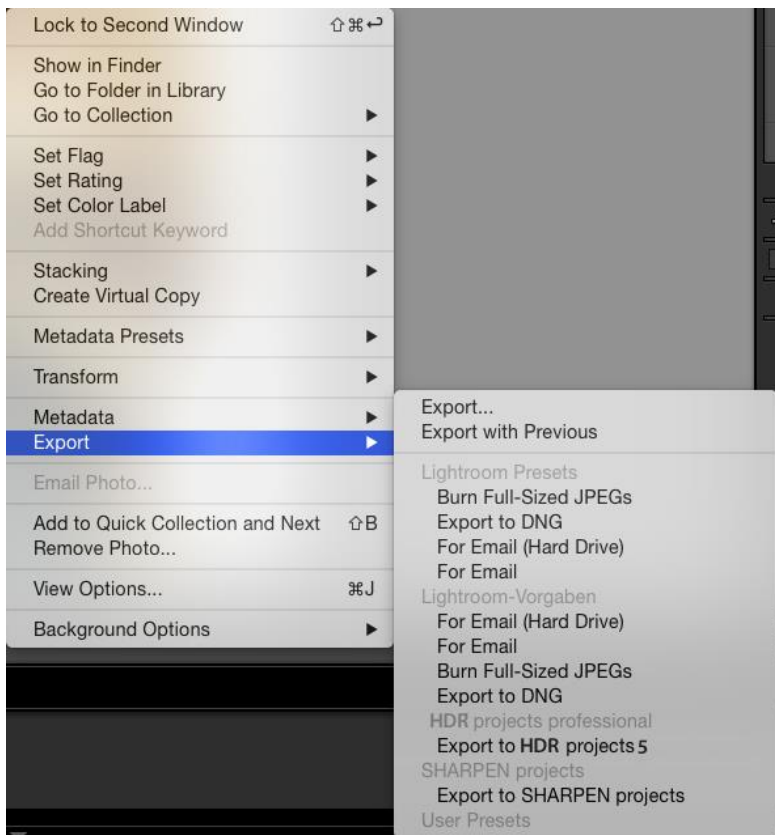 Lock to Second Window ⇧⌘↩
Show in Finder
Go to Folder in Library
Go to Collection ▶
Set Flag ▶
Set Rating ▶
Set Color Label ▶
Add Shortcut Keyword
Stacking ▶
Create Virtual Copy
Metadata Presets ▶
Transform ▶
Metadata ▶
Export ▶
Email Photo...
Add to Quick Collection and Next ⇧B
Remove Photo...
View Options... ⌘J
Background Options ▶
Export...
Export with Previous
Lightroom Presets
Burn Full-Sized JPEGs
Export to DNG
For Email (Hard Drive)
For Email
Lightroom-Vorgaben
For Email (Hard Drive)
For Email
Burn Full-Sized JPEGs
Export to DNG
HDR projects professional
Export to HDR projects 5
SHARPEN projects
Export to SHARPEN projects
User Presets